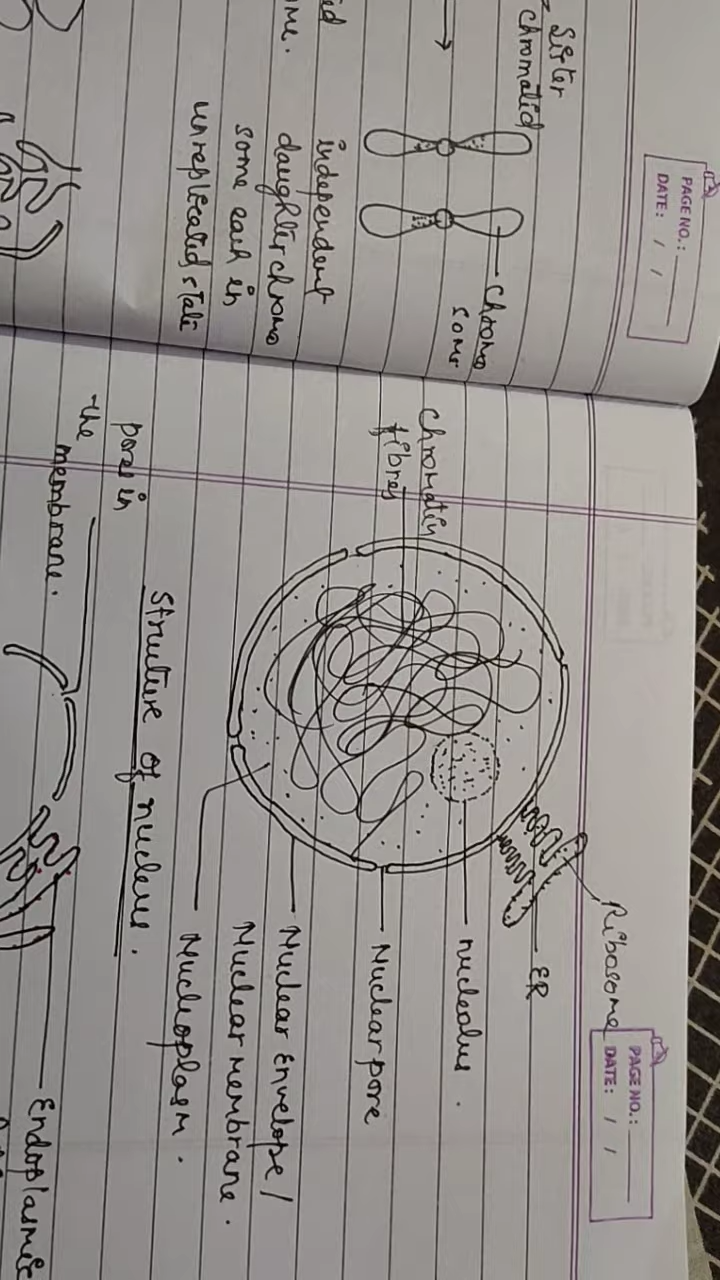 Sister
chromatid
PAGE NO.:
DATE: / /
Chromo
some
independent
daughter chromo
some each in
unreplicated state
PAGE NO.:
DATE: / /
Ribosome
ER
Chromatin
fibres
nucleolus.
Nuclear pore
Nuclear Envelope/
Nuclear membrane.
Nucleoplasm.
Structure of nucleus.
pores in
the
membrane.
Endoplasmic